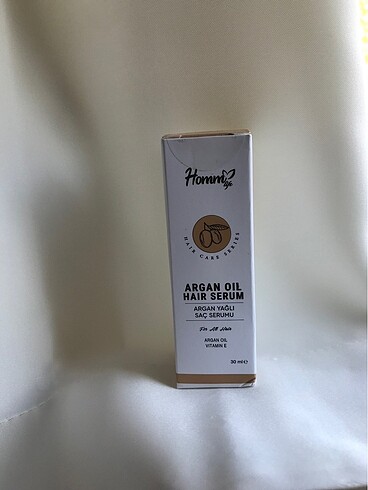 Homm life
HAIR CARE SERIES
ARGAN OIL
HAIR SERUM
ARGAN YAĞLI
SAÇ SERUMU
For All Hair
ARGAN OIL
VITAMIN E
30 ml ℮